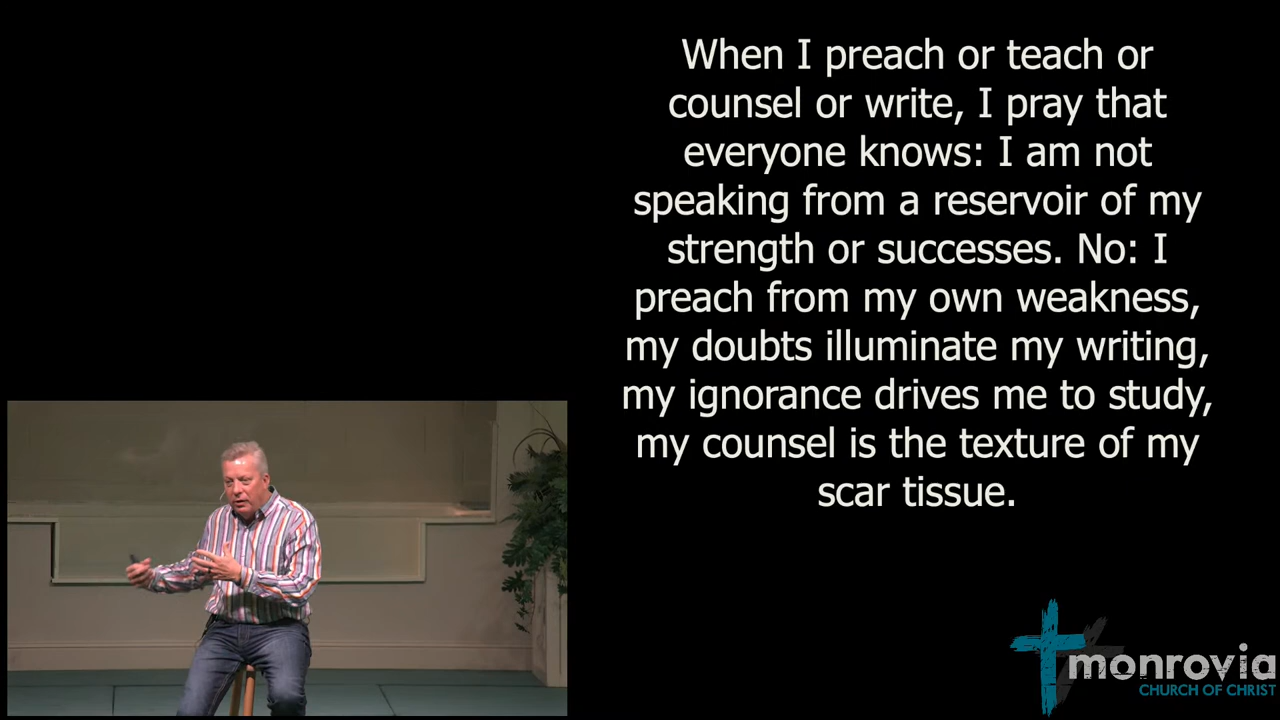 When I preach or teach or
counsel or write, I pray that
everyone knows: I am not
speaking from a reservoir of my
strength or successes. No: I
preach from my own weakness,
my doubts illuminate my writing,
my ignorance drives me to study,
my counsel is the texture of my
scar tissue.
monrovia
CHURCH OF CHRIST